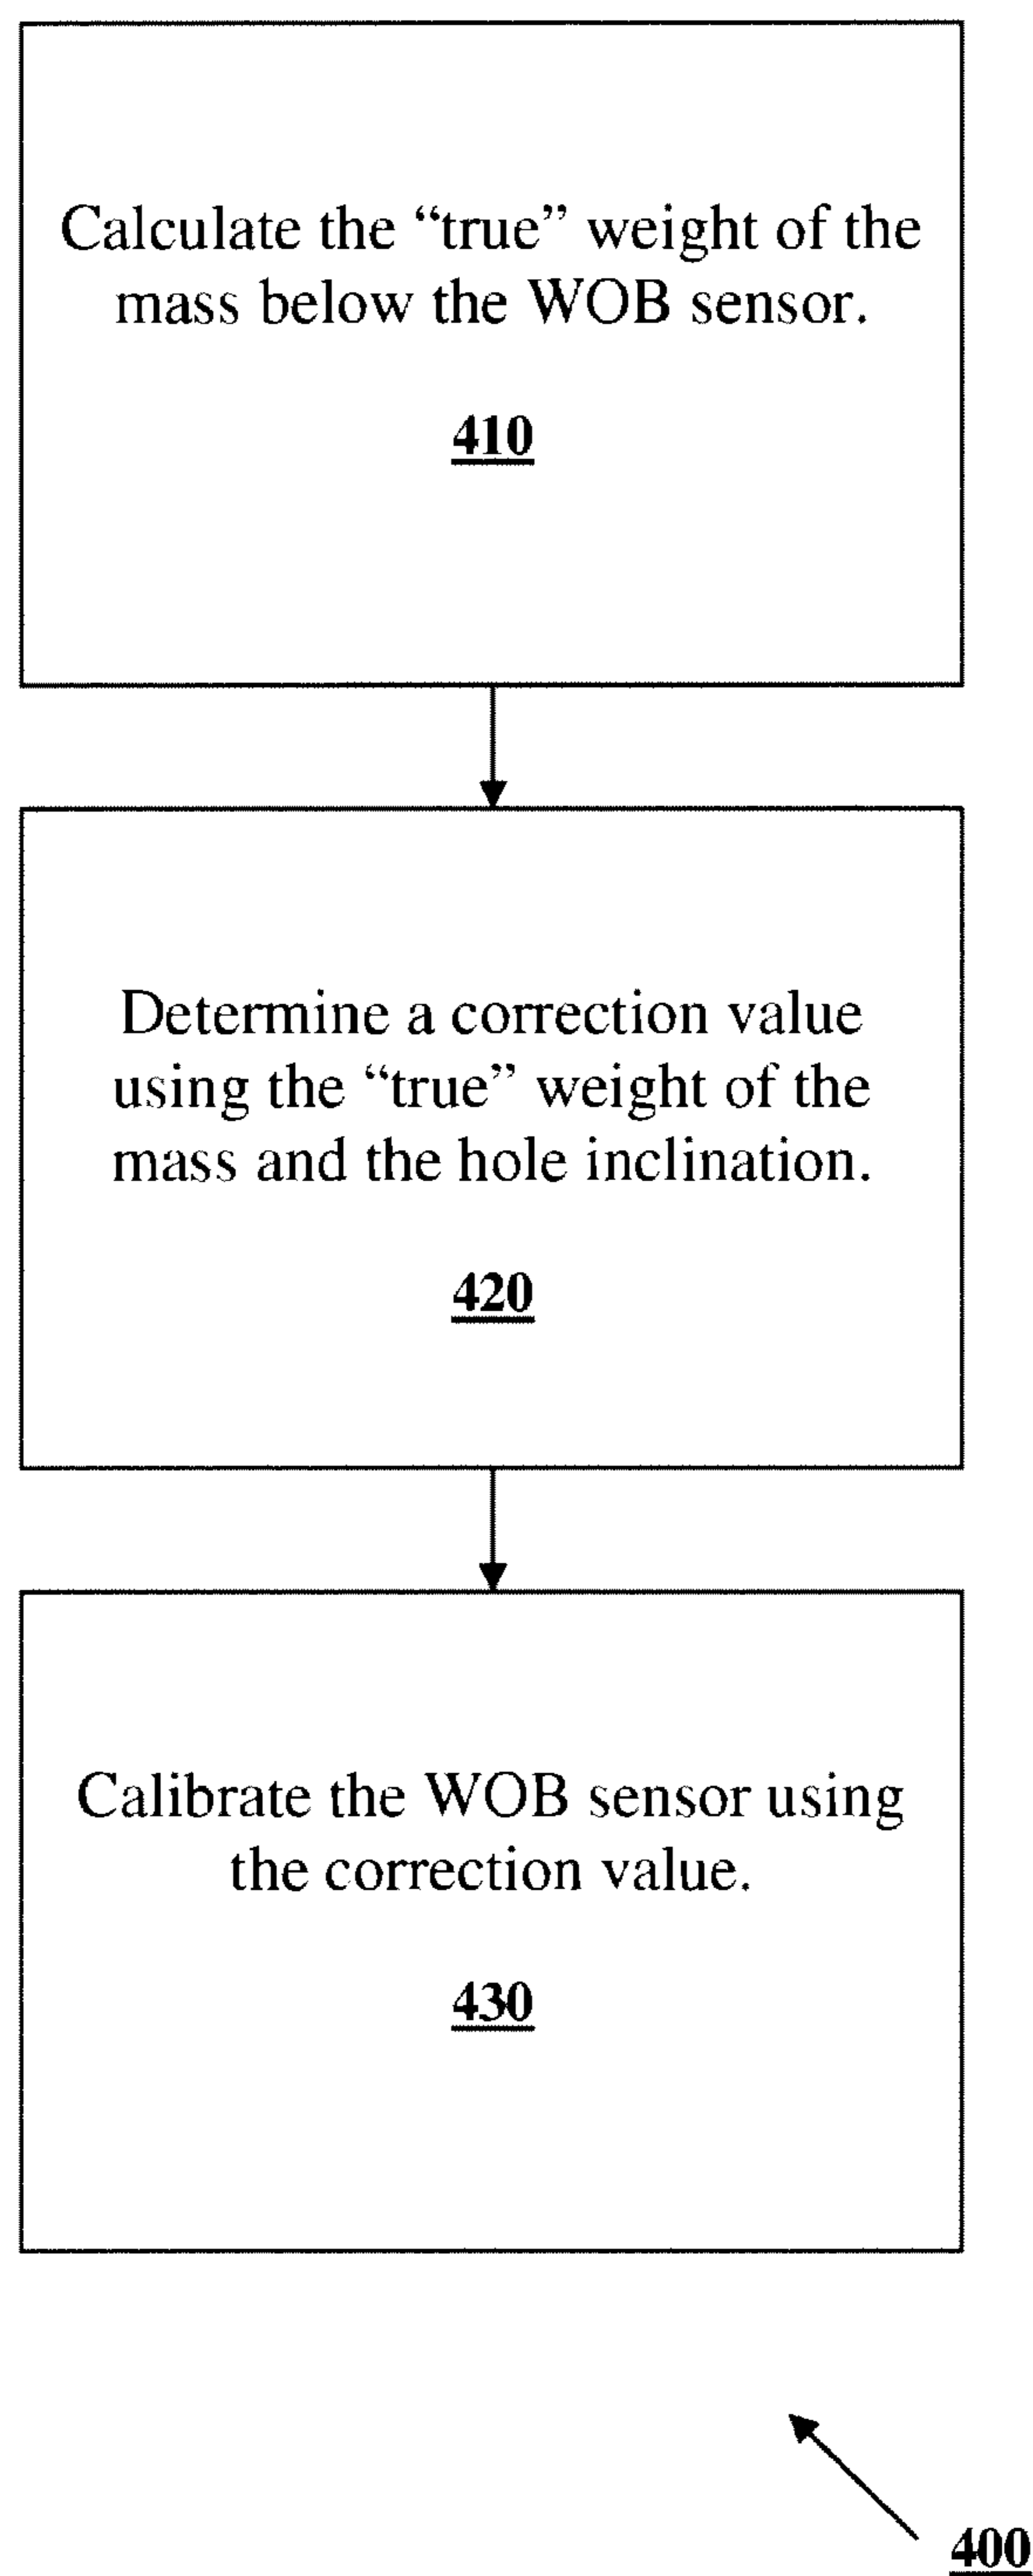 Calculate the “true” weight of the
mass below the WOB sensor.
410
Determine a correction value
using the “true” weight of the
mass and the hole inclination.
420
Calibrate the WOB sensor using
the correction value.
430
400